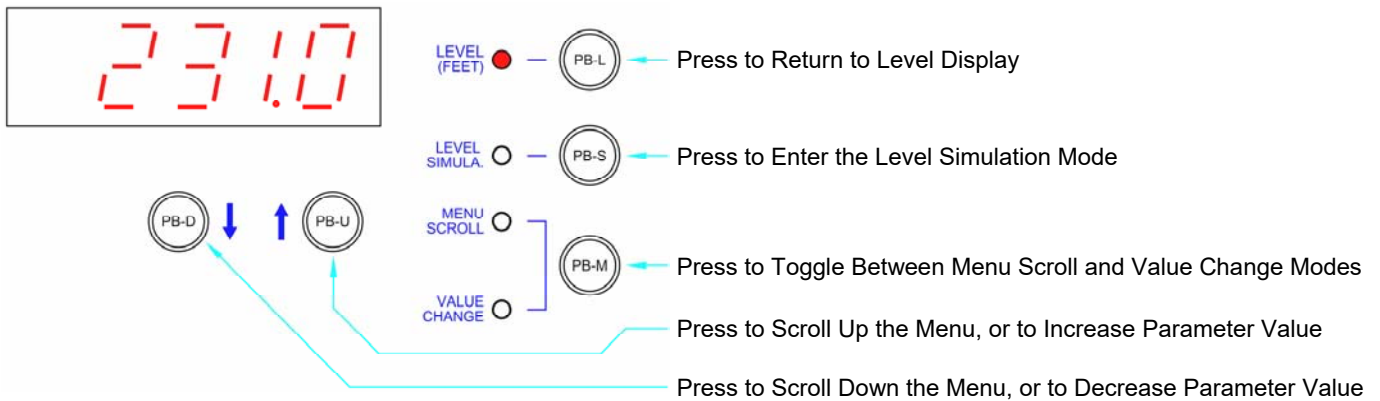 231.0
LEVEL
(FEET)
PB-L
Press to Return to Level Display
LEVEL
SIMULA.
PB-S
Press to Enter the Level Simulation Mode
PB-D
PB-U
MENU
SCROLL
PB-M
Press to Toggle Between Menu Scroll and Value Change Modes
VALUE
CHANGE
Press to Scroll Up the Menu, or to Increase Parameter Value
Press to Scroll Down the Menu, or to Decrease Parameter Value